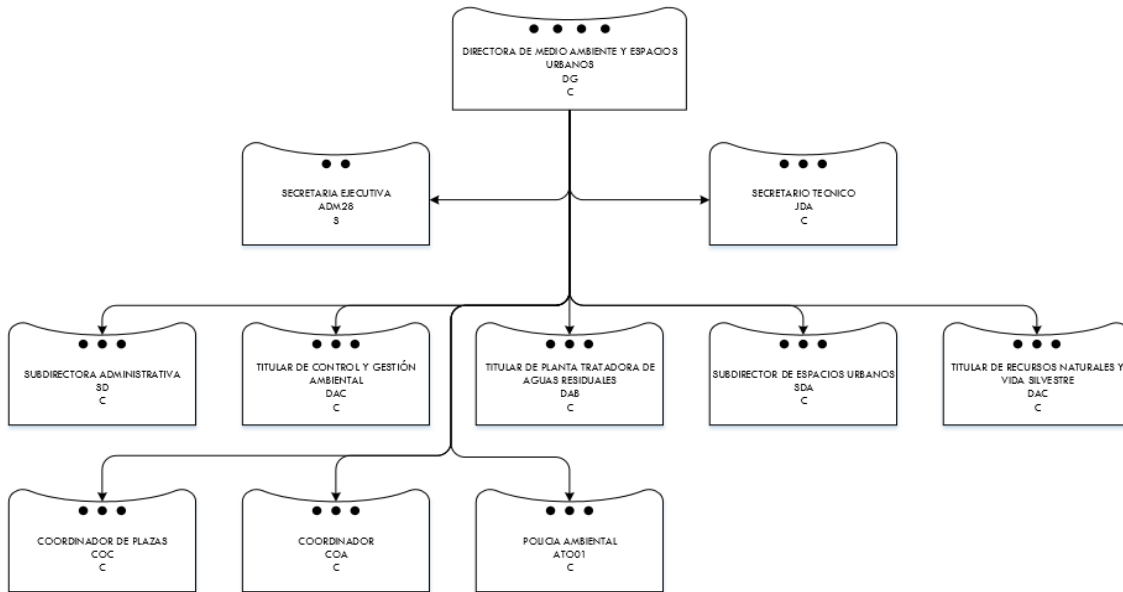 DIRECTORA DE MEDIO AMBIENTE Y ESPACIOS
URBANOS
DG
C
SECRETARIA EJECUTIVA
ADM28
S
SECRETARIO TECNICO
JDA
C
SUBDIRECTORA ADMINISTRATIVA
SD
C
TITULAR DE CONTROL Y GESTIÓN
AMBIENTAL
DAC
C
TITULAR DE PLANTA TRATADORA DE
AGUAS RESIDUALES
DAB
C
SUBDIRECTOR DE ESPACIOS URBANOS
SDA
C
TITULAR DE RECURSOS NATURALES Y
VIDA SILVESTRE
DAC
C
COORDINADOR DE PLAZAS
COC
C
COORDINADOR
COA
C
POLICIA AMBIENTAL
ATO01
C